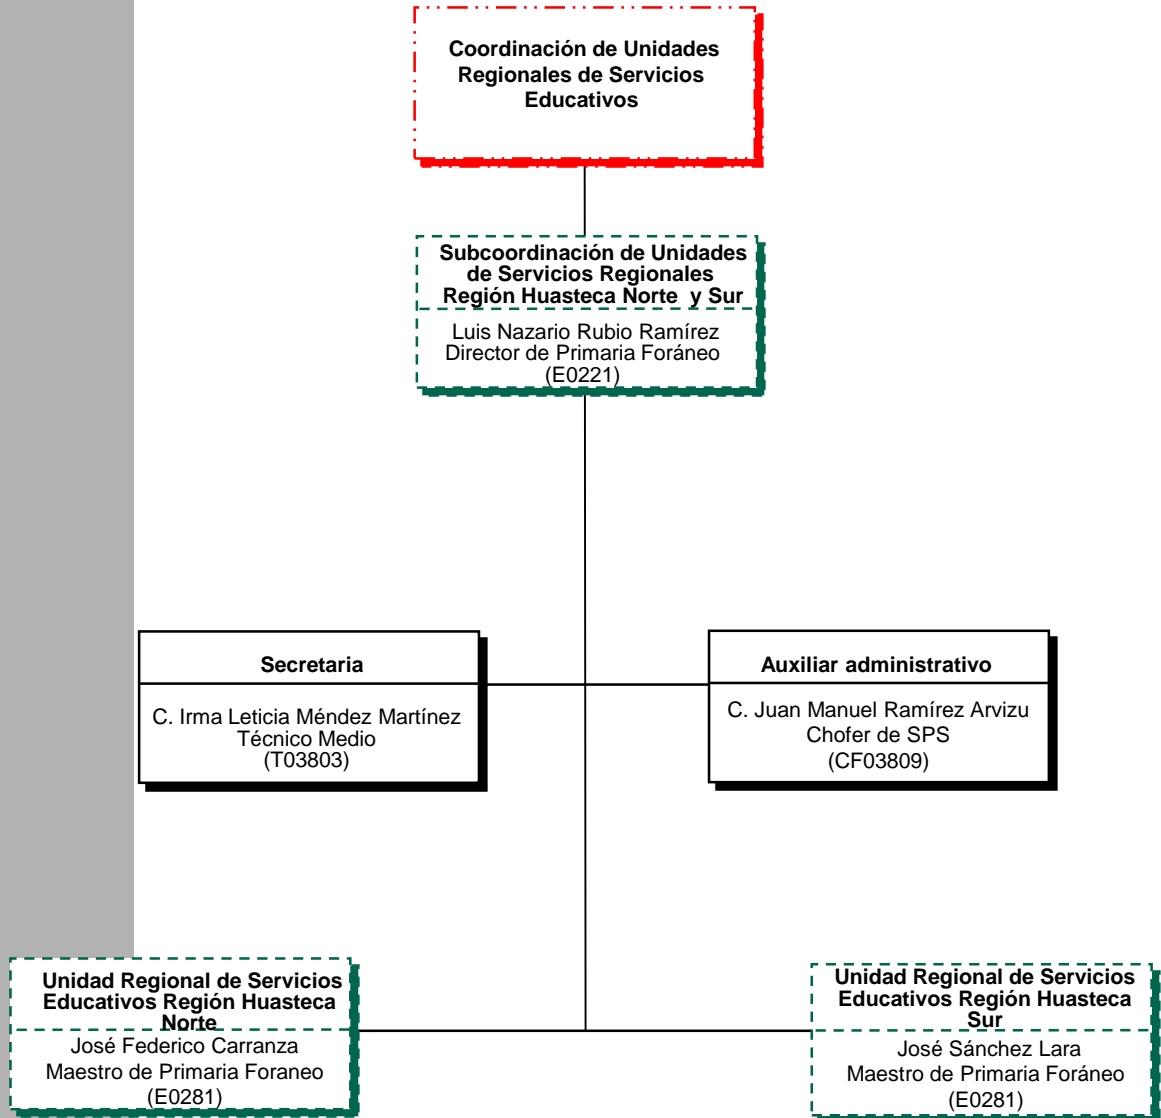 Coordinación de Unidades
Regionales de Servicios
Educativos
Subcoordinación de Unidades
de Servicios Regionales
Región Huasteca Norte y Sur
Luis Nazario Rubio Ramírez
Director de Primaria Foráneo
(E0221)
Secretaria
C. Irma Leticia Méndez Martínez
Técnico Medio
(T03803)
Auxiliar administrativo
C. Juan Manuel Ramírez Arvizu
Chofer de SPS
(CF03809)
Unidad Regional de Servicios
Educativos Región Huasteca
Norte
José Federico Carranza
Maestro de Primaria Foraneo
(E0281)
Unidad Regional de Servicios
Educativos Región Huasteca
Sur
José Sánchez Lara
Maestro de Primaria Foráneo
(E0281)